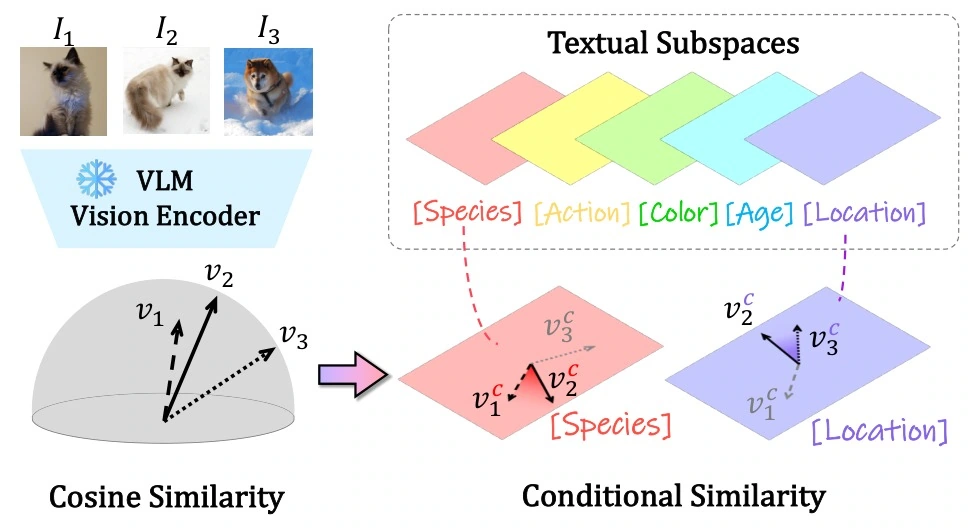 I₁ I₂ I₃
VLM
Vision Encoder
v₁
v₂
v₃
Cosine Similarity
Textual Subspaces
[Species] [Action] [Color] [Age] [Location]
v₃ᶜ
v₁ᶜ
v₂ᶜ
[Species]
v₂ᶜ
v₃ᶜ
v₁ᶜ
[Location]
Conditional Similarity